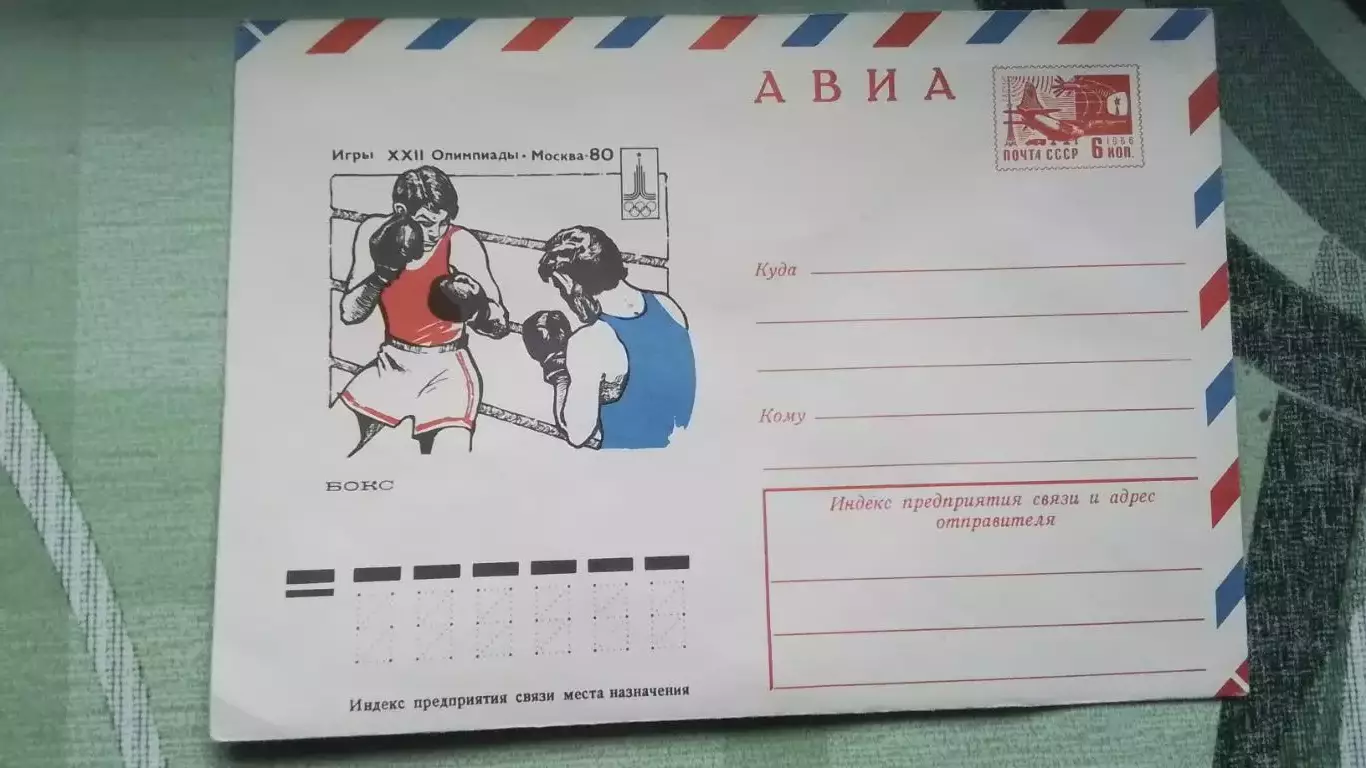 АВИА
1966
ПОЧТА СССР 6 КОП.
Игры XXII Олимпиады • Москва-80
Куда
Кому
БОКС
Индекс предприятия связи и адрес
отправителя
Индекс предприятия связи места назначения